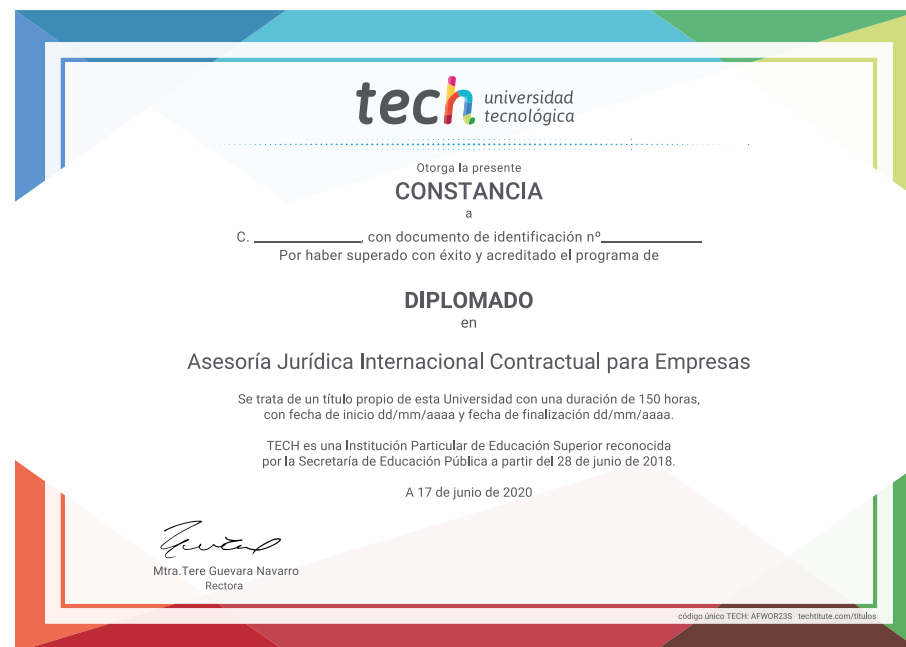 tech universidad
tecnológica
Otorga la presente
CONSTANCIA
a
C. ______________, con documento de identificación nº_____________
Por haber superado con éxito y acreditado el programa de
DIPLOMADO
en
Asesoría Jurídica Internacional Contractual para Empresas
Se trata de un título propio de esta Universidad con una duración de 150 horas,
con fecha de inicio dd/mm/aaaa y fecha de finalización dd/mm/aaaa.
TECH es una Institución Particular de Educación Superior reconocida
por la Secretaría de Educación Pública a partir del 28 de junio de 2018.
A 17 de junio de 2020
Mtra.Tere Guevara Navarro
Rectora
código único TECH: AFWOR23S techtitute.com/titulos